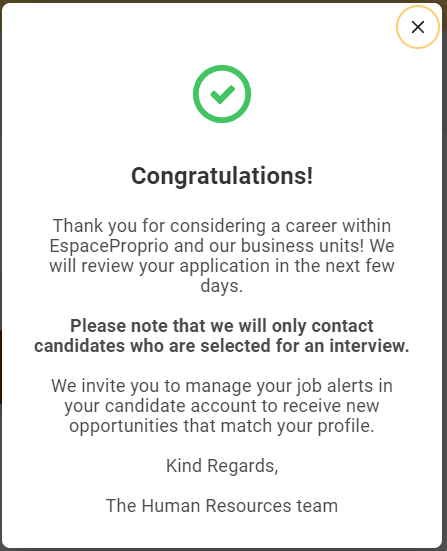 Congratulations!
Thank you for considering a career within
EspaceProprio and our business units! We
will review your application in the next few
days.
Please note that we will only contact
candidates who are selected for an interview.
We invite you to manage your job alerts in
your candidate account to receive new
opportunities that match your profile.
Kind Regards,
The Human Resources team